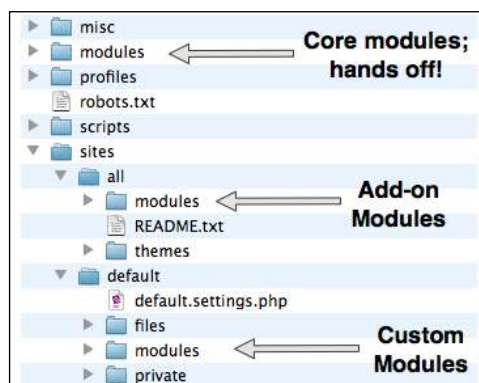 misc
modules
Core modules;
hands off!
profiles
robots.txt
scripts
sites
all
modules
Add-on
Modules
README.txt
themes
default
default.settings.php
files
modules
Custom
Modules
private